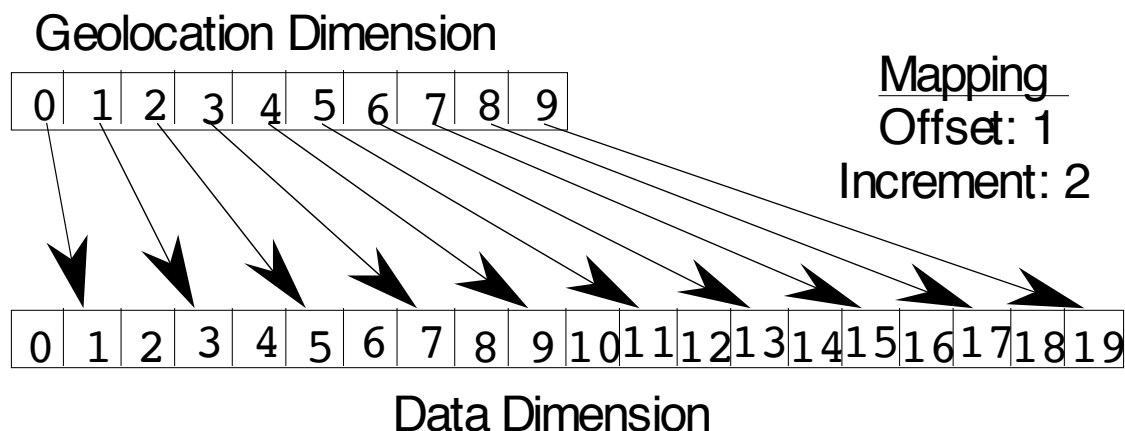 Geolocation Dimension
0 1 2 3 4 5 6 7 8 9
Mapping
Offset: 1
Increment: 2
0 1 2 3 4 5 6 7 8 9 10 11 12 13 14 15 16 17 18 19
Data Dimension